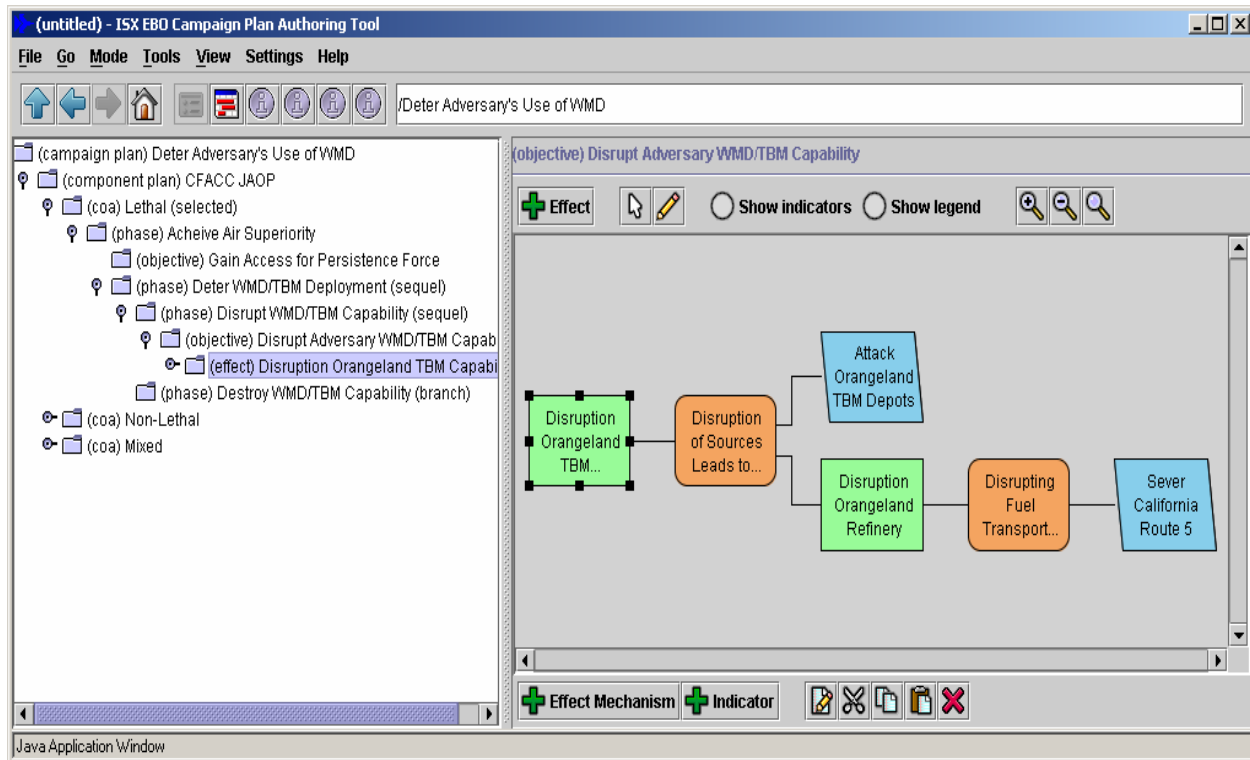 (untitled) - ISX EBO Campaign Plan Authoring Tool
File Go Mode Tools View Settings Help
/Deter Adversary's Use of WMD
(campaign plan) Deter Adversary's Use of WMD
(component plan) CFACC JAOP
(coa) Lethal (selected)
(phase) Acheive Air Superiority
(objective) Gain Access for Persistence Force
(phase) Deter WMD/TBM Deployment (sequel)
(phase) Disrupt WMD/TBM Capability (sequel)
(objective) Disrupt Adversary WMD/TBM Capab
(effect) Disruption Orangeland TBM Capabi
(phase) Destroy WMD/TBM Capability (branch)
(coa) Non-Lethal
(coa) Mixed
(objective) Disrupt Adversary WMD/TBM Capability
Effect
Show indicators
Show legend
Disruption
Orangeland
TBM...
Disruption
of Sources
Leads to...
Attack
Orangeland
TBM Depots
Disruption
Orangeland
Refinery
Disrupting
Fuel
Transport...
Sever
California
Route 5
Effect Mechanism
Indicator
Java Application Window